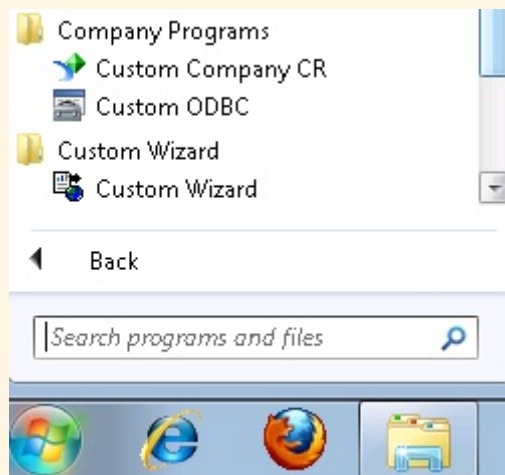 Company Programs
Custom Company CR
Custom ODBC
Custom Wizard
Custom Wizard
Back
Search programs and files